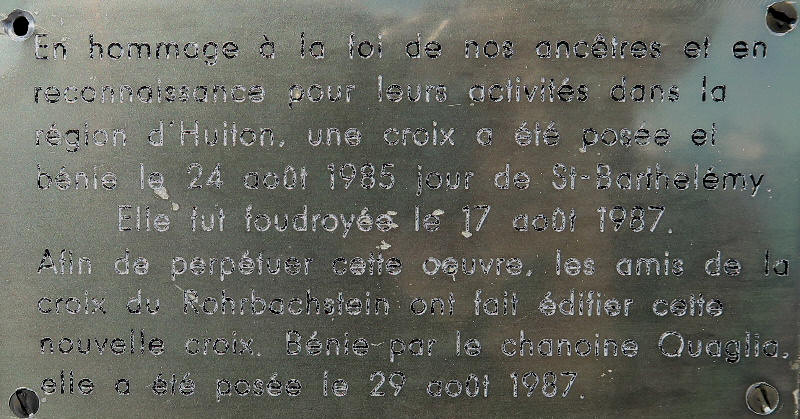 En hommage à la foi de nos ancêtres et en
reconnaissance pour leurs activités dans la
région d'Huiton, une croix a été posée et
bénie le 24 août 1985 jour de St-Barthelémy.
Elle fut foudroyée le 17 août 1987.
Afin de perpétuer cette oeuvre, les amis de la
croix du Rohrbachstein ont fait édifier cette
nouvelle croix. Bénie par le chanoine Quaglia,
elle a été posée le 29 août 1987.